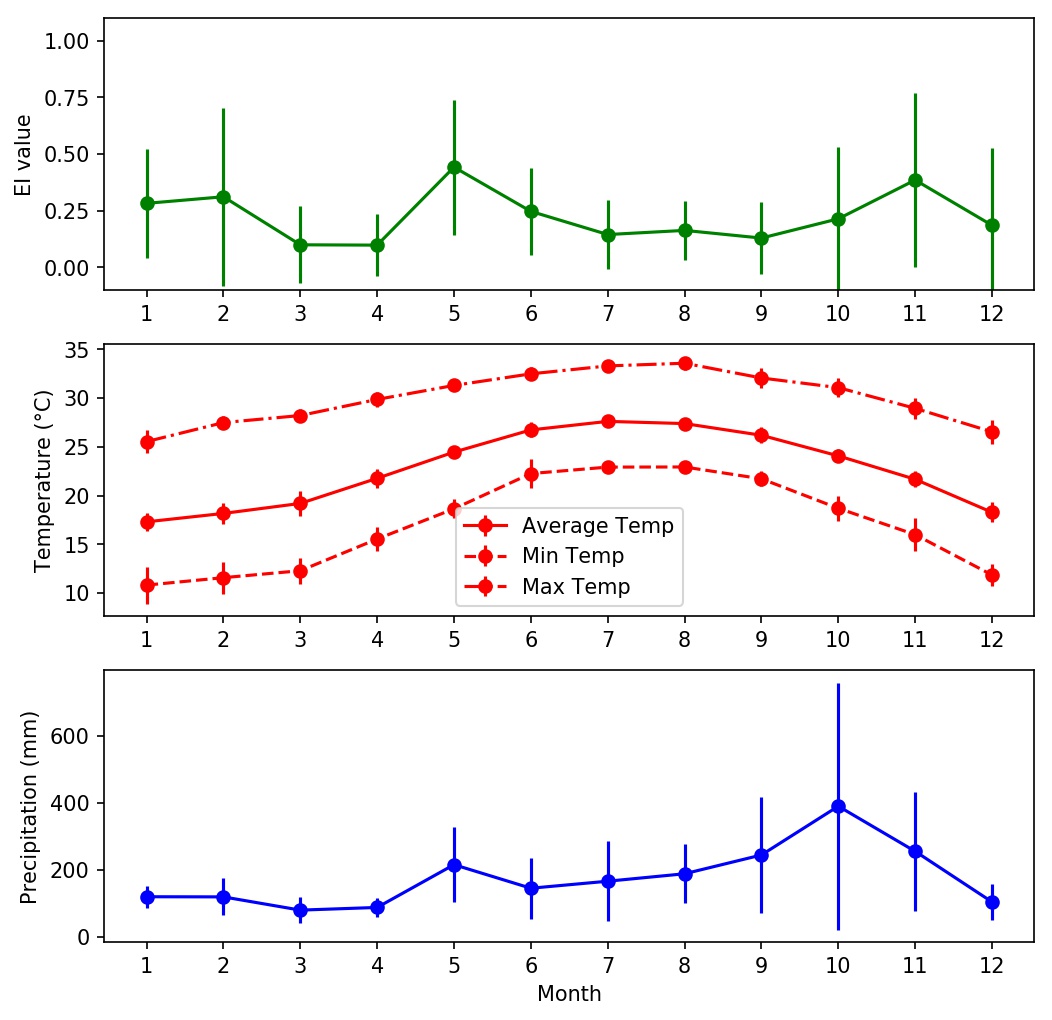 EI value
1.00
0.75
0.50
0.25
0.00
1 2 3 4 5 6 7 8 9 10 11 12
Temperature (°C)
35
30
25
20
15
10
Average Temp
Min Temp
Max Temp
1 2 3 4 5 6 7 8 9 10 11 12
Precipitation (mm)
600
400
200
0
1 2 3 4 5 6 7 8 9 10 11 12
Month